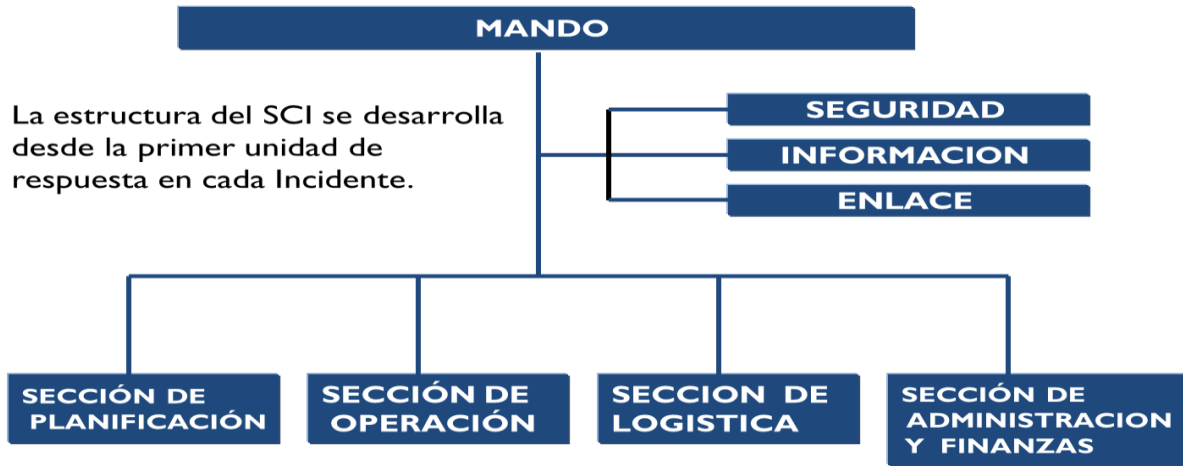 MANDO
La estructura del SCI se desarrolla
desde la primer unidad de
respuesta en cada Incidente.
SEGURIDAD
INFORMACION
ENLACE
SECCIÓN DE
PLANIFICACIÓN
SECCIÓN DE
OPERACIÓN
SECCION DE
LOGISTICA
SECCIÓN DE
ADMINISTRACION
Y FINANZAS